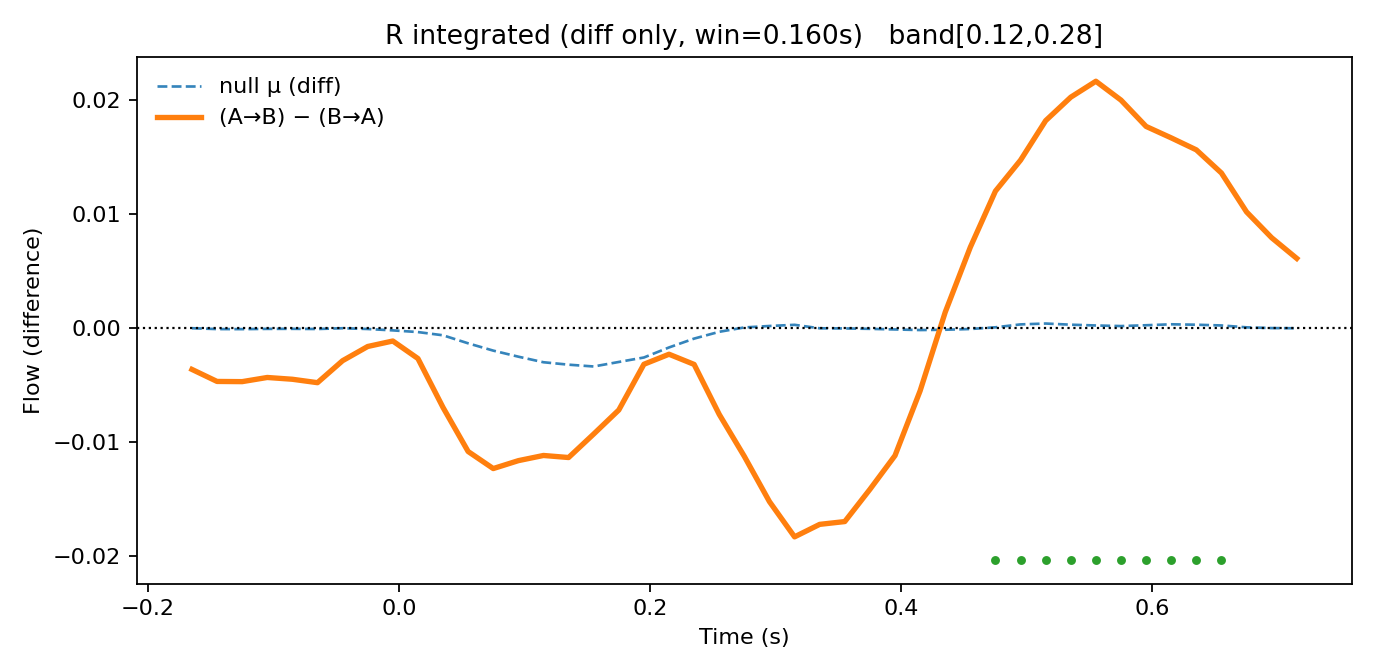 R integrated (diff only, win=0.160s)   band[0.12,0.28]
null μ (diff)
(A→B) − (B→A)
0.02
0.01
0.00
−0.01
−0.02
Flow (difference)
−0.2
0.0
0.2
0.4
0.6
Time (s)